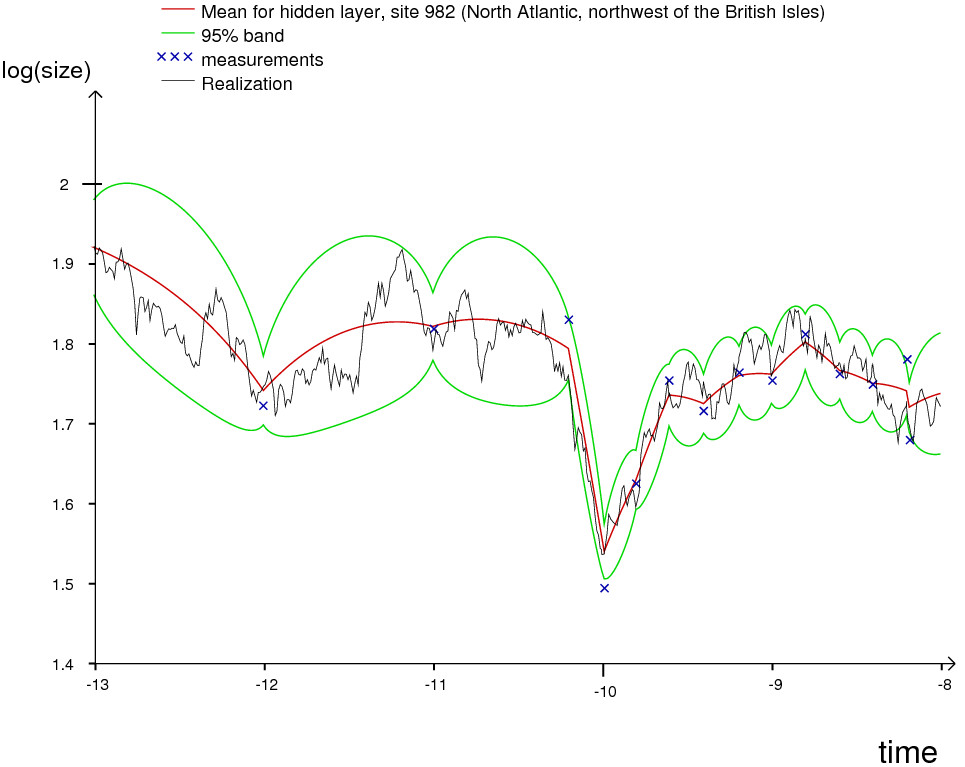 Mean for hidden layer, site 982 (North Atlantic, northwest of the British Isles)
95% band
measurements
Realization
log(size)
2
1.9
1.8
1.7
1.6
1.5
1.4
-13 -12 -11 -10 -9 -8
time